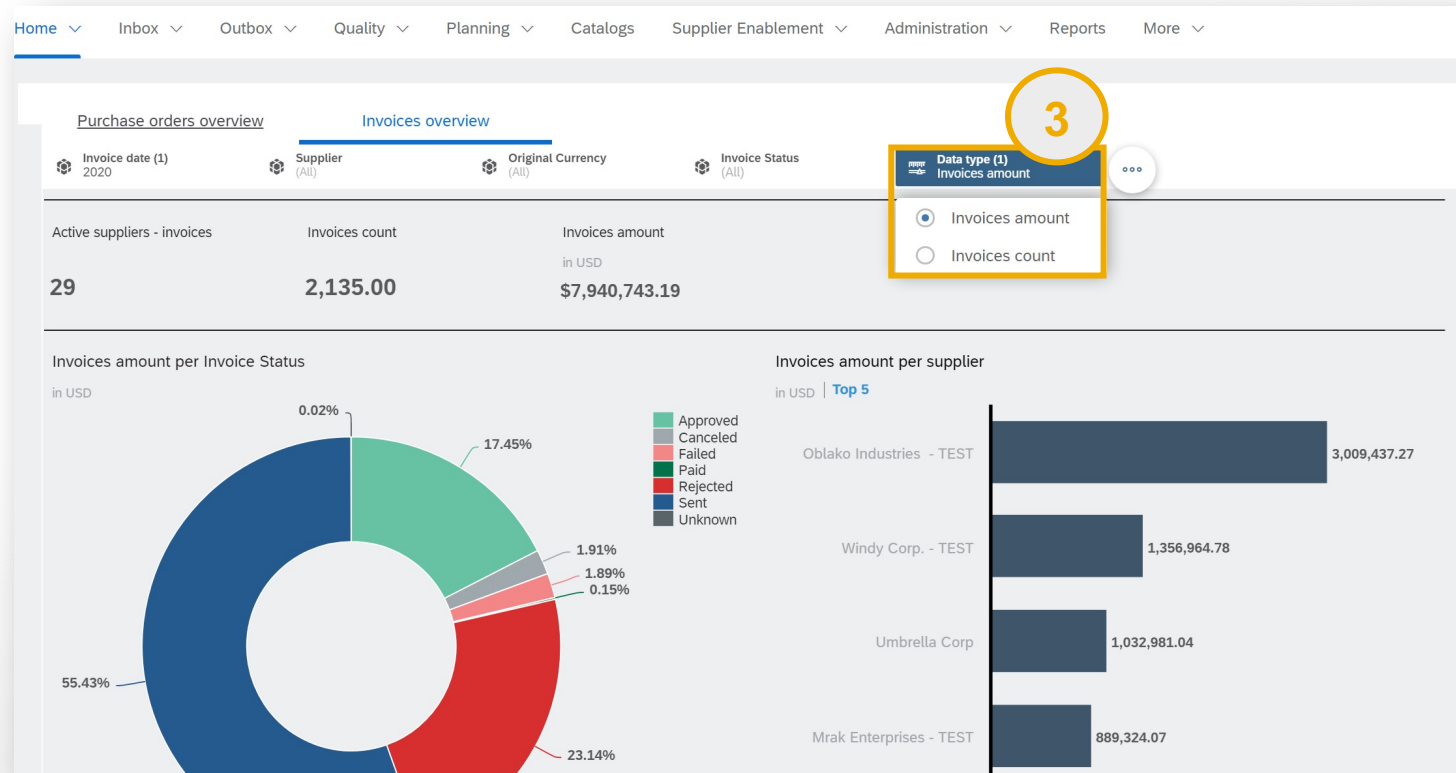 Home Inbox Outbox Quality Planning Catalogs Supplier Enablement Administration Reports More
3
Purchase orders overview Invoices overview
Invoice date (1) Supplier Original Currency Invoice Status Data type (1)
2020 (All) (All) (All) Invoices amount
Invoices amount
Invoices count
Active suppliers - invoices Invoices count Invoices amount
in USD
29 2,135.00 $7,940,743.19
Invoices amount per Invoice Status
in USD
0.02%
17.45%
1.91%
1.89%
0.15%
55.43%
23.14%
Approved
Canceled
Failed
Paid
Rejected
Sent
Unknown
Invoices amount per supplier
in USD | Top 5
Oblako Industries - TEST 3,009,437.27
Windy Corp. - TEST 1,356,964.78
Umbrella Corp 1,032,981.04
Mrak Enterprises - TEST 889,324.07